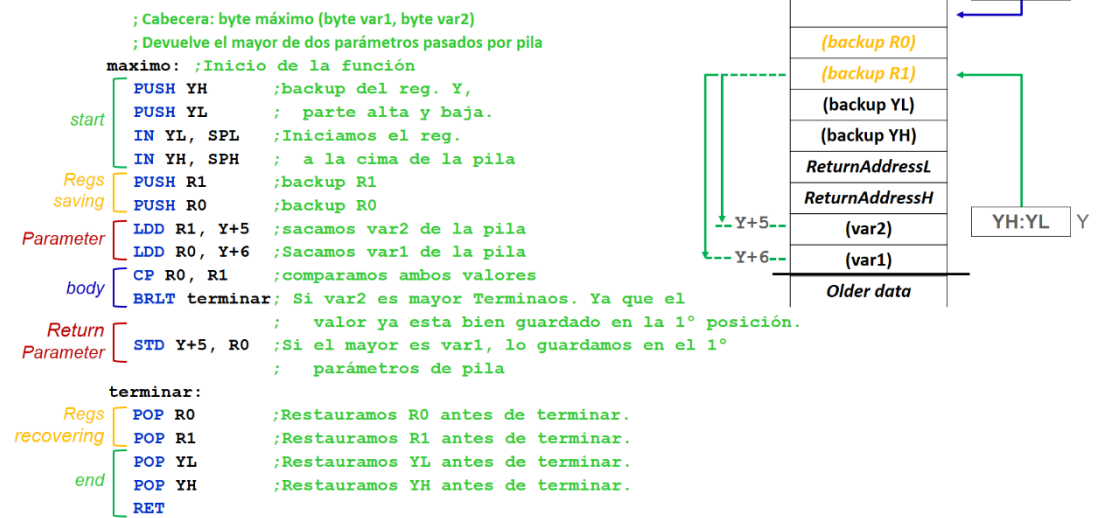 ; Cabecera: byte máximo (byte var1, byte var2)
; Devuelve el mayor de dos parámetros pasados por pila
maximo: ;Inicio de la función
start
PUSH YH ;backup del reg. Y,
PUSH YL ; parte alta y baja.
IN YL, SPL ;Iniciamos el reg.
IN YH, SPH ; a la cima de la pila
Regs saving
PUSH R1 ;backup R1
PUSH R0 ;backup R0
Parameter
LDD R1, Y+5 ;sacamos var2 de la pila
LDD R0, Y+6 ;Sacamos var1 de la pila
body
CP R0, R1 ;comparamos ambos valores
BRLT terminar; Si var2 es mayor Terminaos. Ya que el
; valor ya esta bien guardado en la 1º posición.
Return
Parameter
STD Y+5, R0 ;Si el mayor es var1, lo guardamos en el 1º
; parámetros de pila
terminar:
Regs
recovering
POP R0 ;Restauramos R0 antes de terminar.
POP R1 ;Restauramos R1 antes de terminar.
end
POP YL ;Restauramos YL antes de terminar.
POP YH ;Restauramos YH antes de terminar.
RET
(backup R0)
(backup R1)
(backup YL)
(backup YH)
ReturnAddressL
ReturnAddressH
Y+5 (var2)
Y+6 (var1)
Older data
YH:YL Y